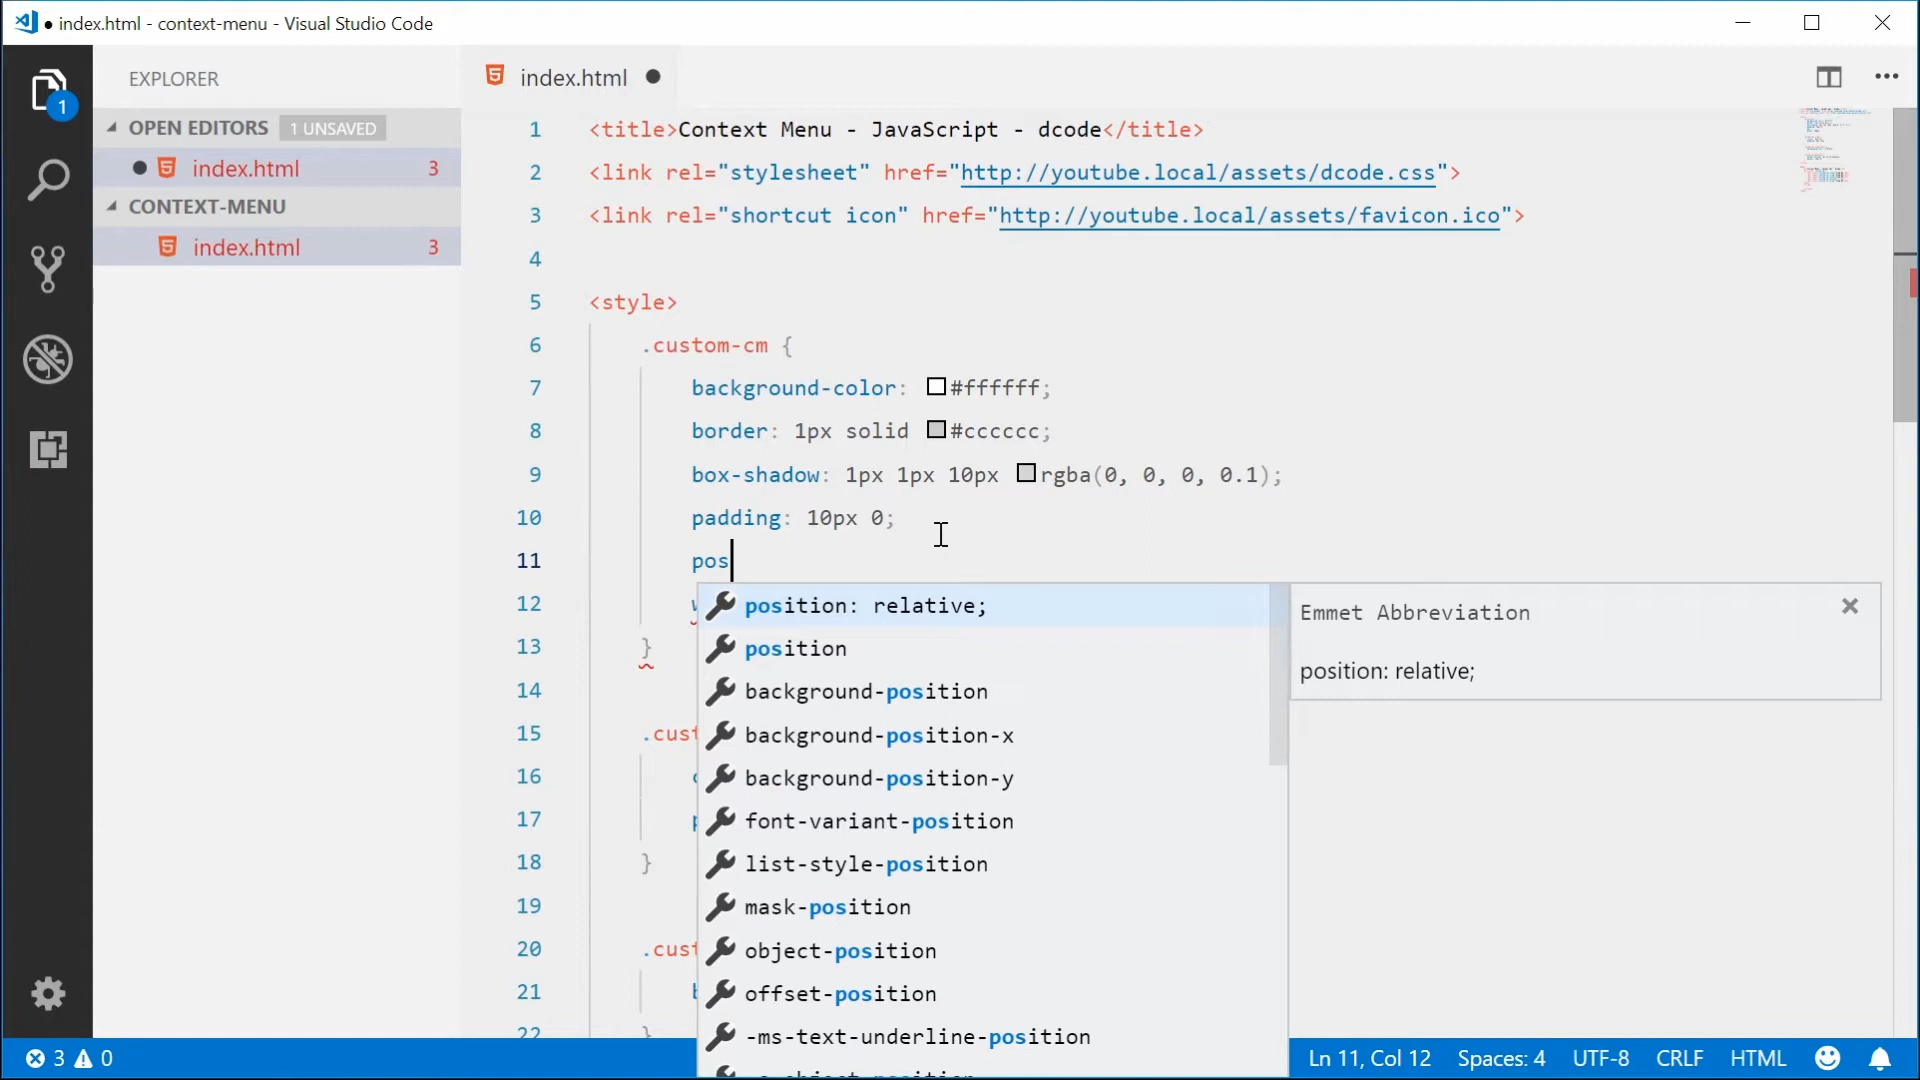 index.html - context-menu - Visual Studio Code
EXPLORER
index.html
OPEN EDITORS 1 UNSAVED
index.html 3
CONTEXT-MENU
index.html 3
1
1 <title>Context Menu - JavaScript - dcode</title>
2 <link rel="stylesheet" href="http://youtube.local/assets/dcode.css">
3 <link rel="shortcut icon" href="http://youtube.local/assets/favicon.ico">
4
5 <style>
6 .custom-cm {
7 background-color: #ffffff;
8 border: 1px solid #cccccc;
9 box-shadow: 1px 1px 10px rgba(0, 0, 0, 0.1);
10 padding: 10px 0;
11 pos
12
13 }
14
15 .cust
16
17
18 }
19
20 .cust
21
22 }
position: relative;
position
background-position
background-position-x
background-position-y
font-variant-position
list-style-position
mask-position
object-position
offset-position
-ms-text-underline-position
Emmet Abbreviation
position: relative;
3 0
Ln 11, Col 12 Spaces: 4 UTF-8 CRLF HTML